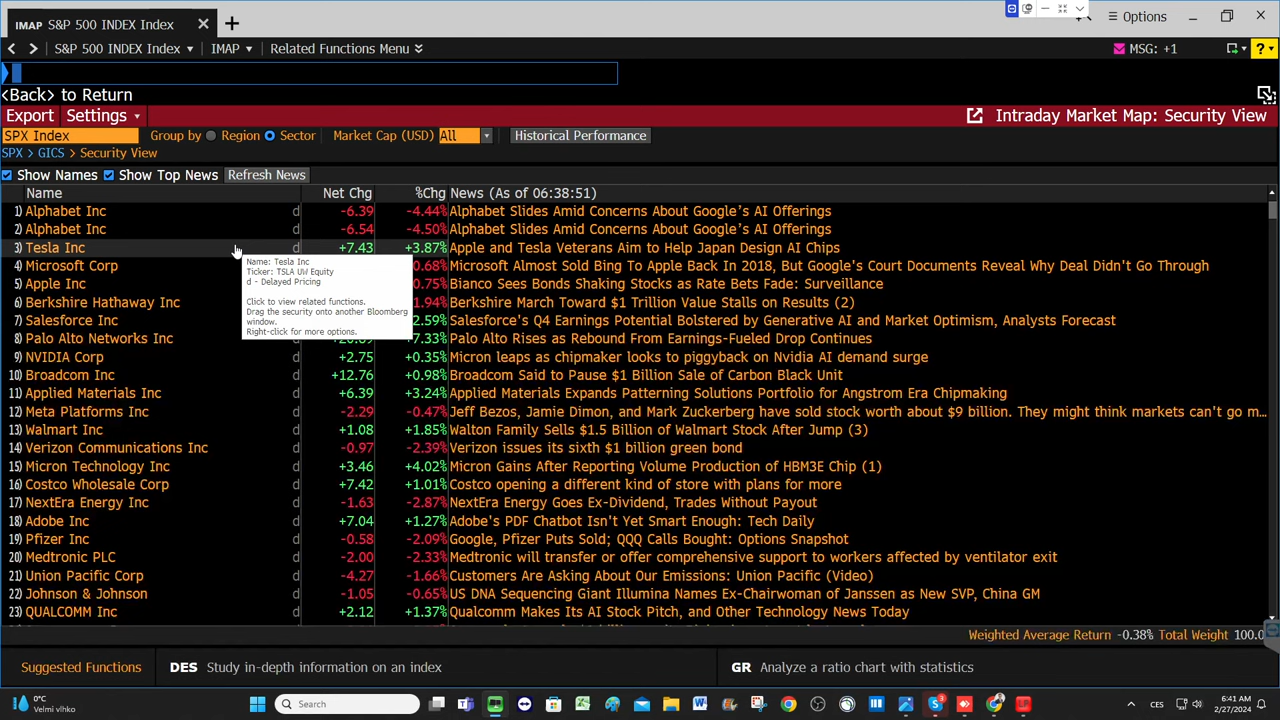 IMAP S&P 500 INDEX Index
Options
S&P 500 INDEX Index IMAP Related Functions Menu
MSG: +1
?
<Back> to Return
Export Settings Intraday Market Map: Security View
SPX Index Group by Region Sector Market Cap (USD) All Historical Performance
SPX > GICS > Security View
Show Names Show Top News Refresh News
Name Net Chg %Chg News (As of 06:38:51)
1) Alphabet Inc d -6.39 -4.44% Alphabet Slides Amid Concerns About Google's AI Offerings
2) Alphabet Inc d -6.54 -4.50% Alphabet Slides Amid Concerns About Google's AI Offerings
3) Tesla Inc d +7.43 +3.87% Apple and Tesla Veterans Aim to Help Japan Design AI Chips
4) Microsoft Corp 0.68% Microsoft Almost Sold Bing To Apple Back In 2018, But Google's Court Documents Reveal Why Deal Didn't Go Through
5) Apple Inc 0.75% Bianco Sees Bonds Shaking Stocks as Rate Bets Fade: Surveillance
6) Berkshire Hathaway Inc 1.94% Berkshire March Toward $1 Trillion Value Stalls on Results (2)
7) Salesforce Inc 2.59% Salesforce's Q4 Earnings Potential Bolstered by Generative AI and Market Optimism, Analysts Forecast
8) Palo Alto Networks Inc 7.33% Palo Alto Rises as Rebound From Earnings-Fueled Drop Continues
9) NVIDIA Corp d +2.75 +0.35% Micron leaps as chipmaker looks to piggyback on Nvidia AI demand surge
10) Broadcom Inc d +12.76 +0.98% Broadcom Said to Pause $1 Billion Sale of Carbon Black Unit
11) Applied Materials Inc d +6.39 +3.24% Applied Materials Expands Patterning Solutions Portfolio for Angstrom Era Chipmaking
12) Meta Platforms Inc d -2.29 -0.47% Jeff Bezos, Jamie Dimon, and Mark Zuckerberg have sold stock worth about $9 billion. They might think markets can't go m...
13) Walmart Inc d +1.08 +1.85% Walton Family Sells $1.5 Billion of Walmart Stock After Jump (3)
14) Verizon Communications Inc d -0.97 -2.39% Verizon issues its sixth $1 billion green bond
15) Micron Technology Inc d +3.46 +4.02% Micron Gains After Reporting Volume Production of HBM3E Chip (1)
16) Costco Wholesale Corp d +7.42 +1.01% Costco opening a different kind of store with plans for more
17) NextEra Energy Inc d -1.63 -2.87% NextEra Energy Goes Ex-Dividend, Trades Without Payout
18) Adobe Inc d +7.04 +1.27% Adobe's PDF Chatbot Isn't Yet Smart Enough: Tech Daily
19) Pfizer Inc d -0.58 -2.09% Google, Pfizer Puts Sold; QQQ Calls Bought: Options Snapshot
20) Medtronic PLC d -2.00 -2.33% Medtronic will transfer or offer comprehensive support to workers affected by ventilator exit
21) Union Pacific Corp d -4.27 -1.66% Customers Are Asking About Our Emissions: Union Pacific (Video)
22) Johnson & Johnson d -1.05 -0.65% US DNA Sequencing Giant Illumina Names Ex-Chairwoman of Janssen as New SVP, China GM
23) QUALCOMM Inc d +2.12 +1.37% Qualcomm Makes Its AI Stock Pitch, and Other Technology News Today
Name: Tesla Inc
Ticker: TSLA UW Equity
d - Delayed Pricing
Click to view related functions.
Drag the security onto another Bloomberg
window.
Right-click for more options.
Weighted Average Return -0.38% Total Weight 100.0
Suggested Functions DES Study in-depth information on an index GR Analyze a ratio chart with statistics
0°C
Velmi vlhko
Search
CES
6:41 AM
2/27/2024